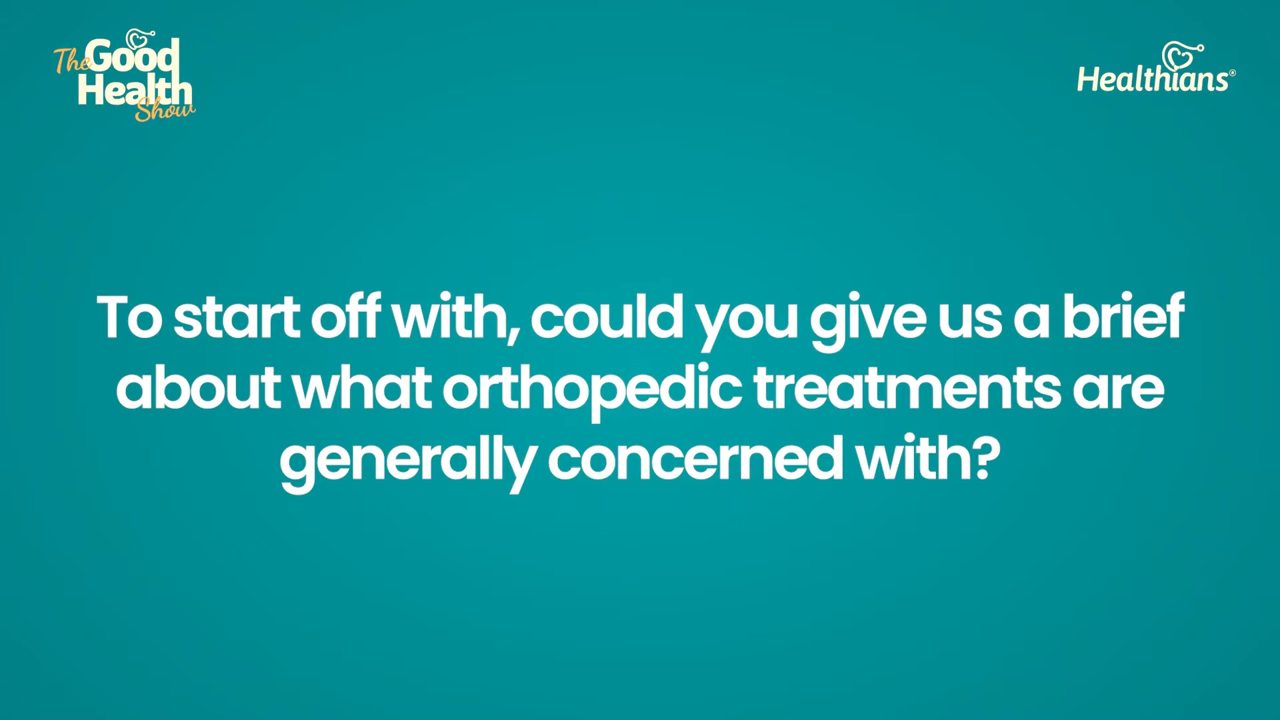 The Good
Health
Show
Healthians®
To start off with, could you give us a brief
about what orthopedic treatments are
generally concerned with?